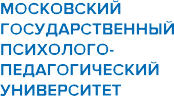 МОСКОВСКИЙ
ГОСУДАРСТВЕННЫЙ
ПСИХОЛОГО-
ПЕДАГОГИЧЕСКИЙ
УНИВЕРСИТЕТ